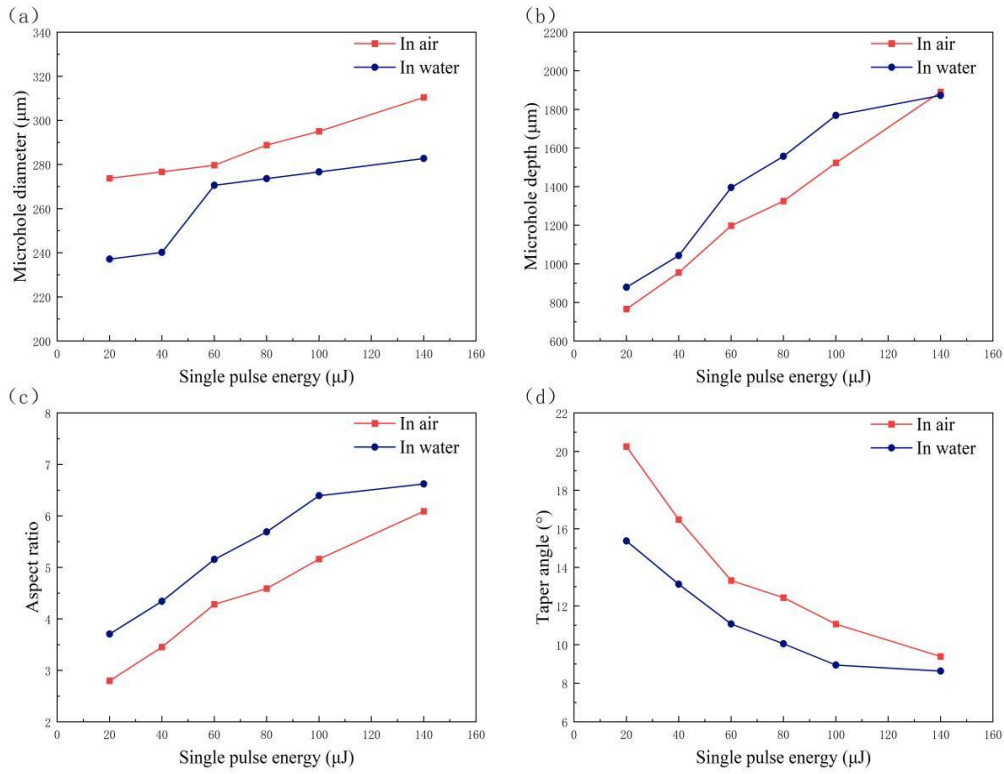 (a)
340
320
300
280
260
240
220
200
0 20 40 60 80 100 120 140 160
Microhole diameter (μm)
Single pulse energy (μJ)
In air
In water
(b)
2200
2000
1800
1600
1400
1200
1000
800
600
0 20 40 60 80 100 120 140 160
Microhole depth (μm)
Single pulse energy (μJ)
In air
In water
(c)
8
7
6
5
4
3
2
0 20 40 60 80 100 120 140 160
Aspect ratio
Single pulse energy (μJ)
In air
In water
(d)
22
20
18
16
14
12
10
8
6
0 20 40 60 80 100 120 140 160
Taper angle (°)
Single pulse energy (μJ)
In air
In water